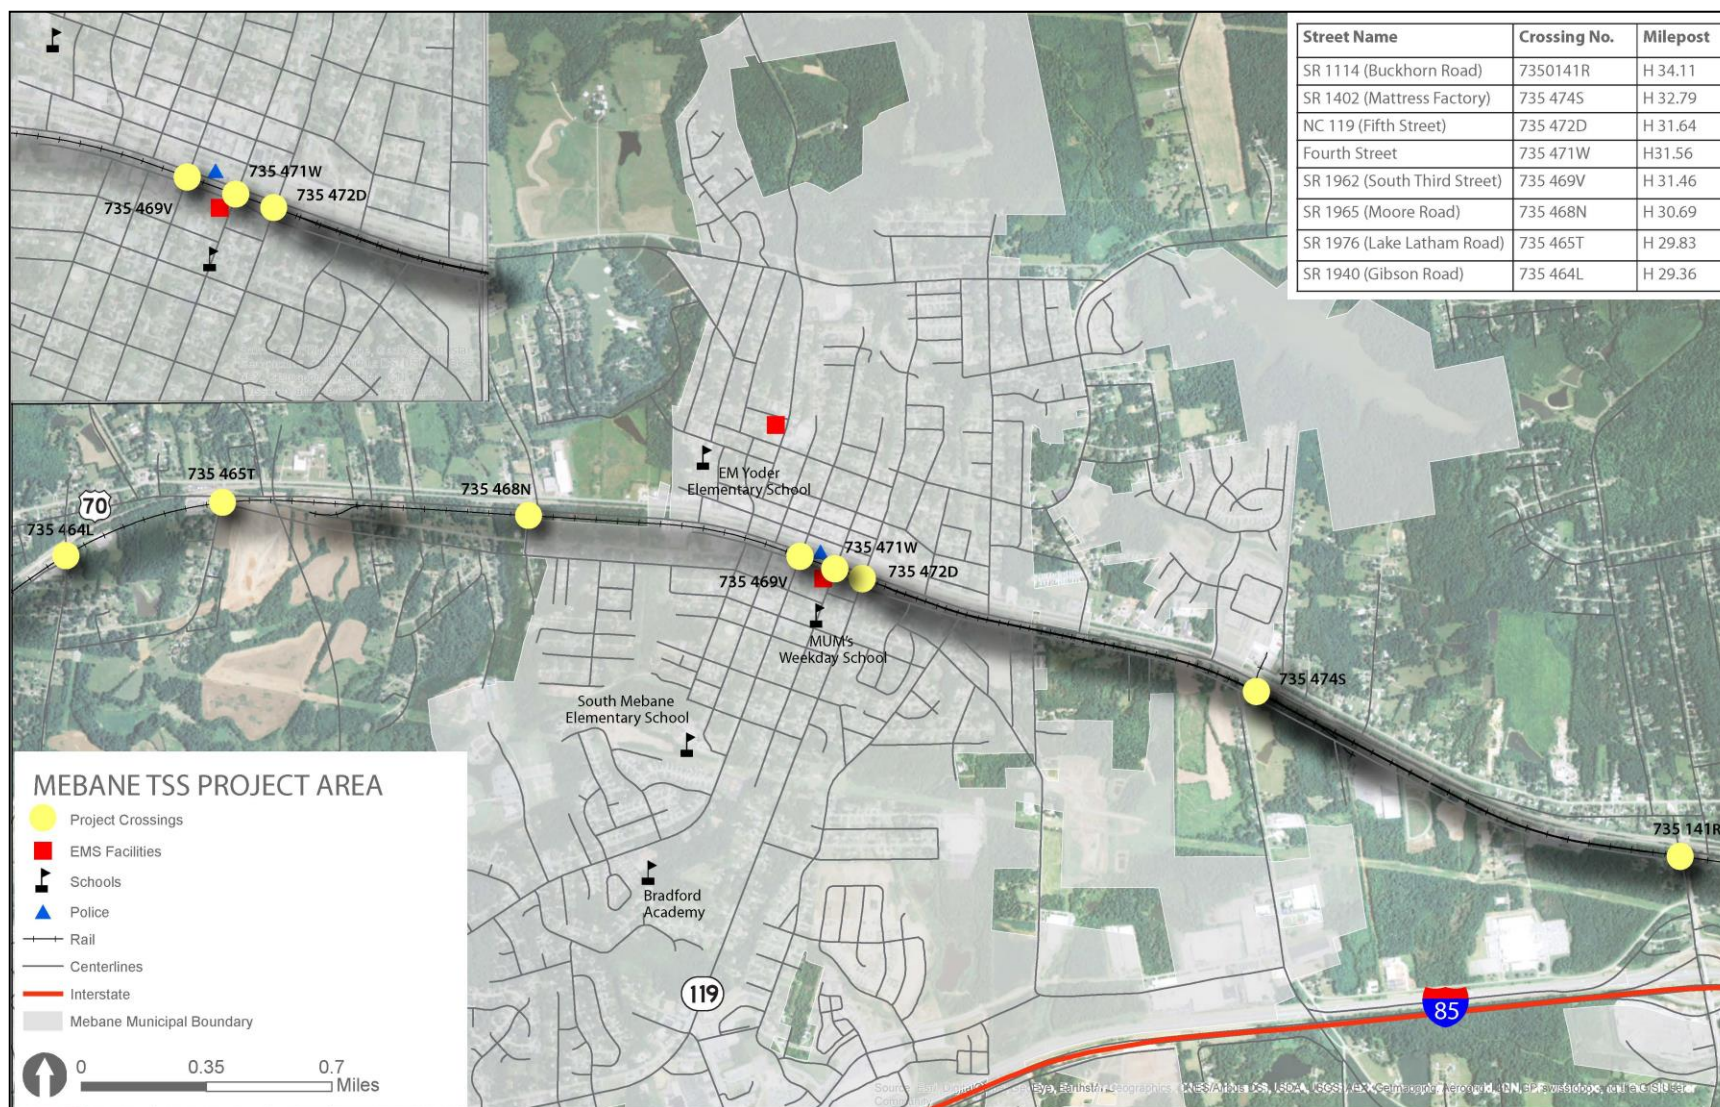 Street Name Crossing No. Milepost
SR 1114 (Buckhorn Road) 7350141R H 34.11
SR 1402 (Mattress Factory) 735 474S H 32.79
NC 119 (Fifth Street) 735 472D H 31.64
Fourth Street 735 471W H31.56
SR 1962 (South Third Street) 735 469V H 31.46
SR 1965 (Moore Road) 735 468N H 30.69
SR 1976 (Lake Latham Road) 735 465T H 29.83
SR 1940 (Gibson Road) 735 464L H 29.36
735 471W
735 472D
735 469V
735 465T
70
735 464L
735 468N
EM Yoder
Elementary School
735 471W
735 472D
735 469V
MUM's
Weekday School
South Mebane
Elementary School
735 474S
735 141R
Bradford
Academy
119
85
MEBANE TSS PROJECT AREA
Project Crossings
EMS Facilities
Schools
Police
Rail
Centerlines
Interstate
Mebane Municipal Boundary
0 0.35 0.7
Miles